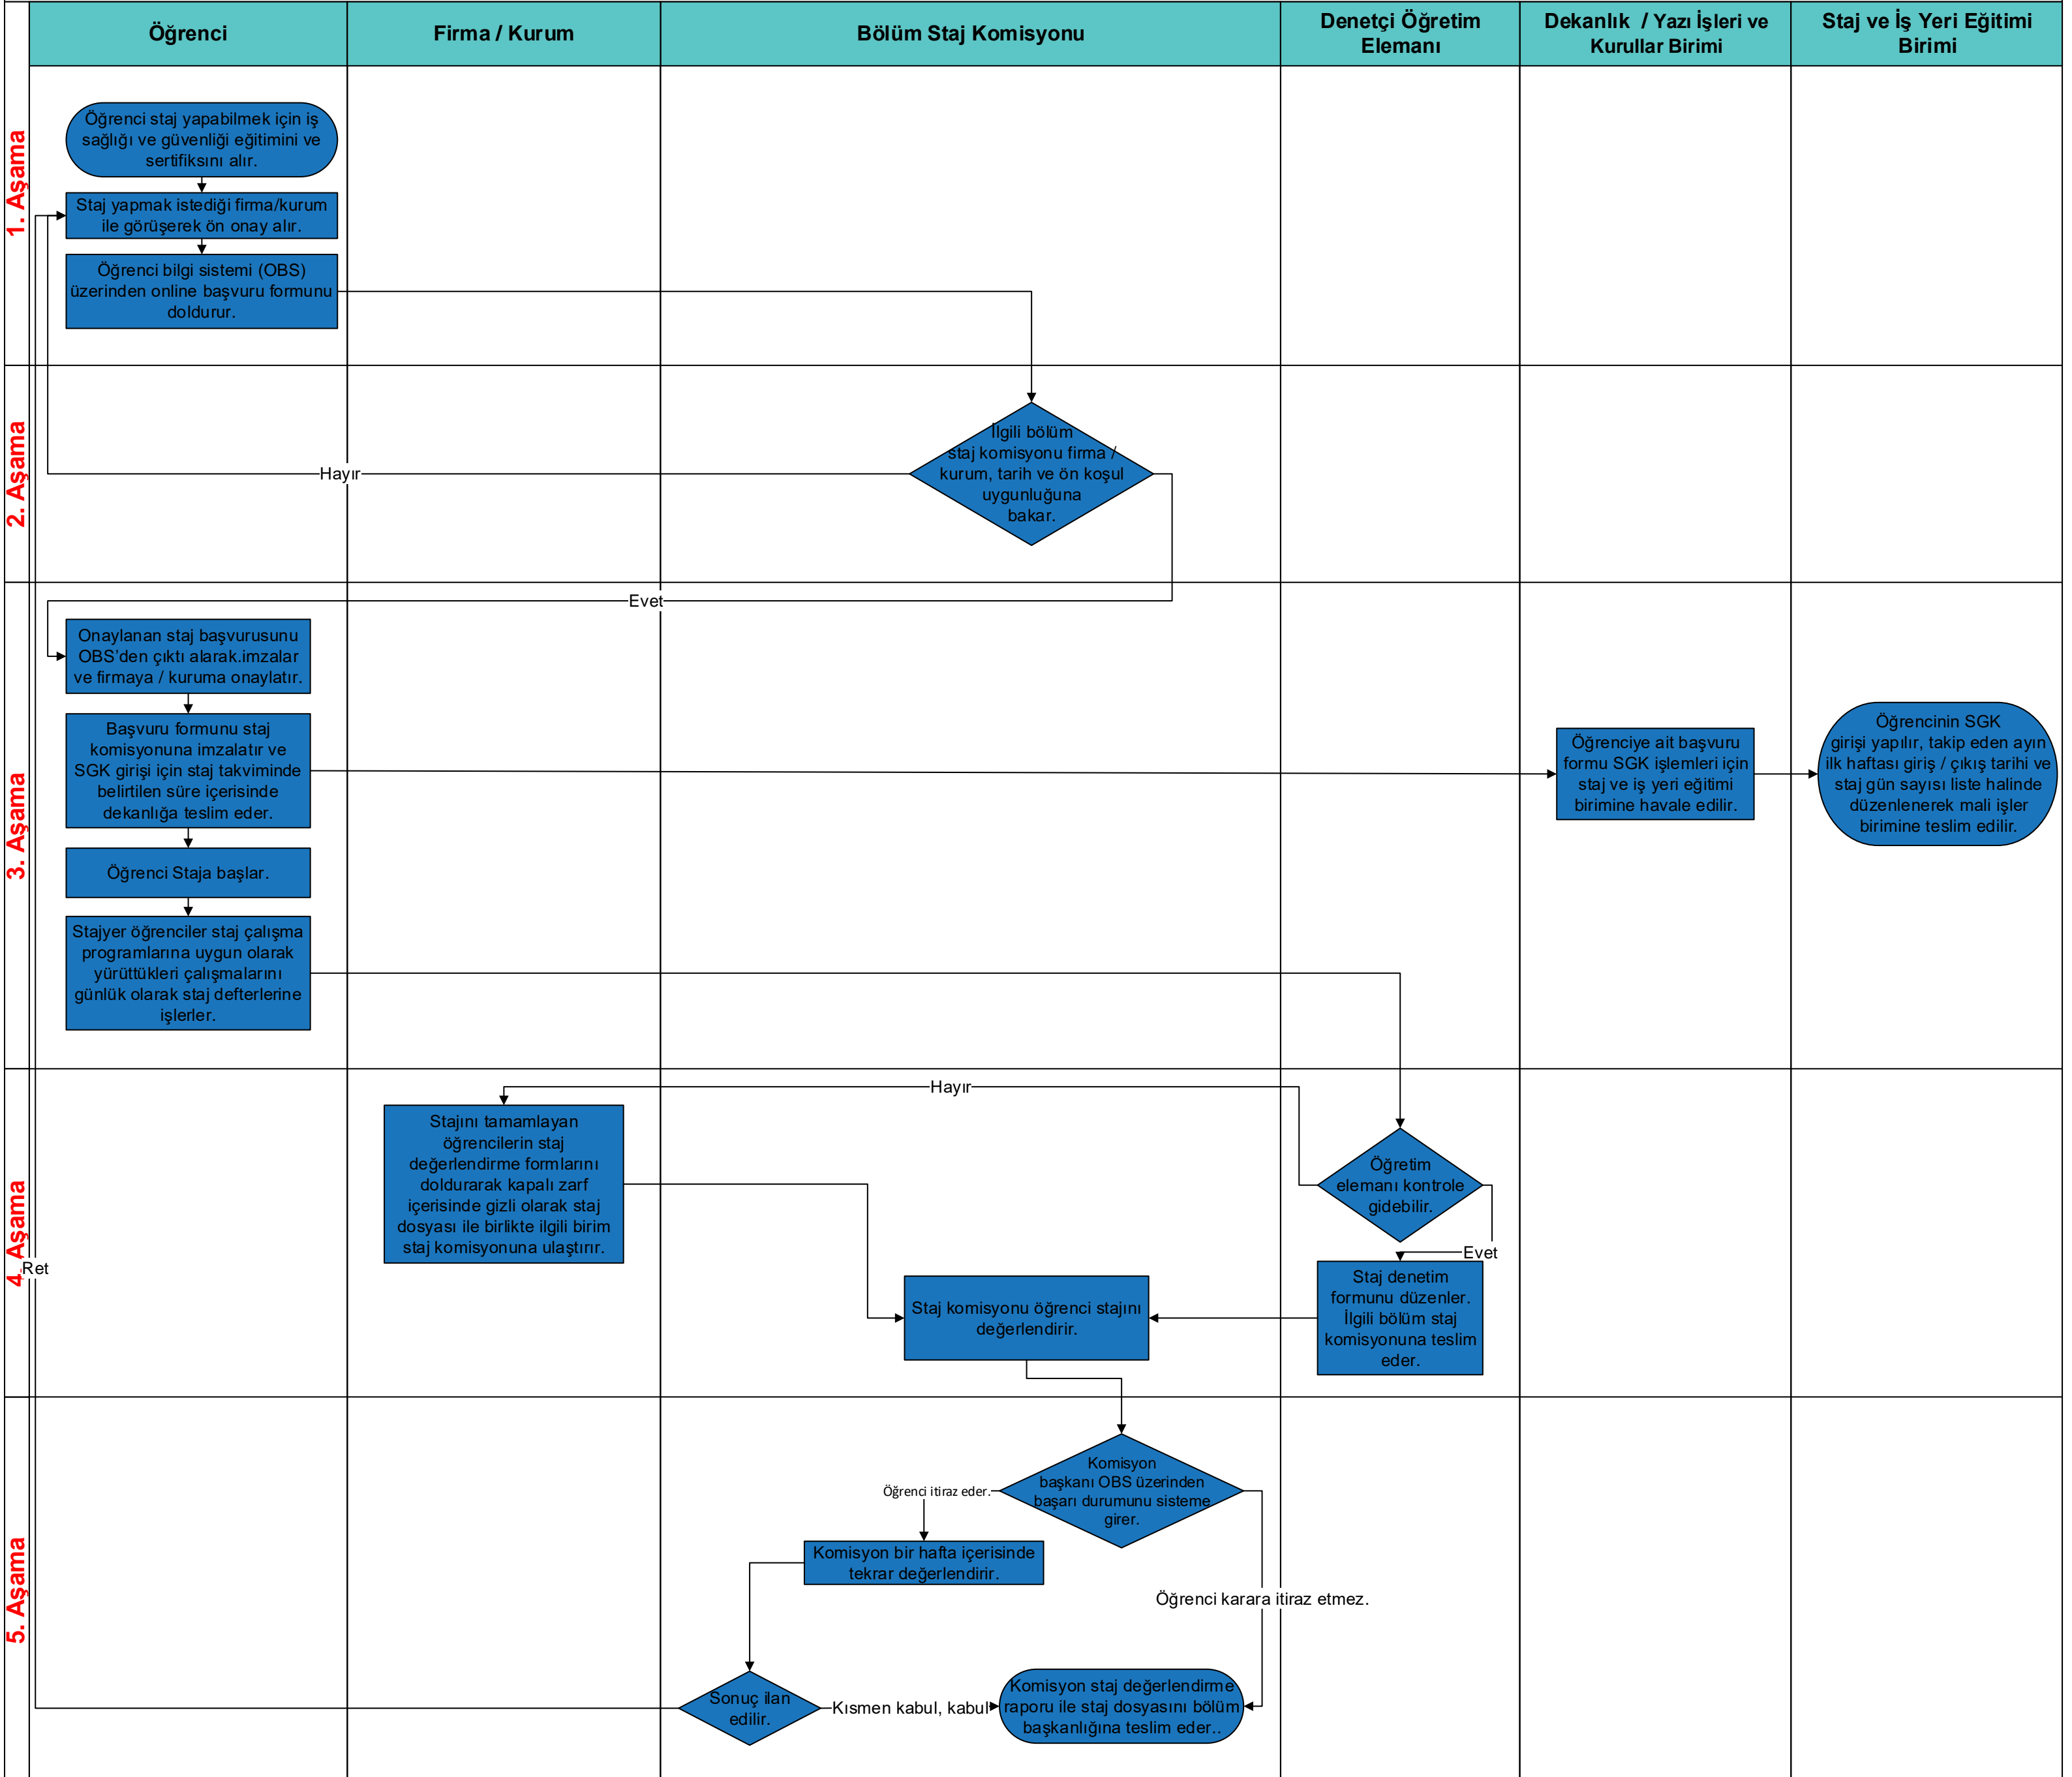 Öğrenci
Firma / Kurum
Bölüm Staj Komisyonu
Denetçi Öğretim
Elemanı
Dekanlık / Yazı İşleri ve
Kurullar Birimi
Staj ve İş Yeri Eğitimi
Birimi
1. Aşama
Öğrenci staj yapabilmek için iş
sağlığı ve güvenliği eğitimini ve
sertifiksını alır.
Staj yapmak istediği firma/kurum
ile görüşerek ön onay alır.
Öğrenci bilgi sistemi (OBS)
üzerinden online başvuru formunu
doldurur.
2. Aşama
İlgili bölüm
staj komisyonu firma /
kurum, tarih ve ön koşul
uygunluğuna
bakar.
Hayır
Evet
3. Aşama
Onaylanan staj başvurusunu
OBS’den çıktı alarak.imzalar
ve firmaya / kuruma onaylatır.
Başvuru formunu staj
komisyonuna imzalatır ve
SGK girişi için staj takviminde
belirtilen süre içerisinde
dekanlığa teslim eder.
Öğrenciye ait başvuru
formu SGK işlemleri için
staj ve iş yeri eğitimi
birimine havale edilir.
Öğrencinin SGK
girişi yapılır, takip eden ayın
ilk haftası giriş / çıkış tarihi ve
staj gün sayısı liste halinde
düzenlenerek mali işler
birimine teslim edilir.
Öğrenci Staja başlar.
Stajyer öğrenciler staj çalışma
programlarına uygun olarak
yürüttükleri çalışmalarını
günlük olarak staj defterlerine
işlerler.
4. Aşama
Hayır
Stajını tamamlayan
öğrencilerin staj
değerlendirme formlarını
doldurarak kapalı zarf
içerisinde gizli olarak staj
dosyası ile birlikte ilgili birim
staj komisyonuna ulaştırır.
Öğretim
elemanı kontrole
gidebilir.
Evet
Ret
Staj komisyonu öğrenci stajını
değerlendirir.
Staj denetim
formunu düzenler.
İlgili bölüm staj
komisyonuna teslim
eder.
5. Aşama
Komisyon
başkanı OBS üzerinden
başarı durumunu sisteme
girer.
Öğrenci itiraz eder.
Komisyon bir hafta içerisinde
tekrar değerlendirir.
Öğrenci karara itiraz etmez.
Sonuç ilan
edilir.
Kısmen kabul, kabul
Komisyon staj değerlendirme
raporu ile staj dosyasını bölüm
başkanlığına teslim eder..